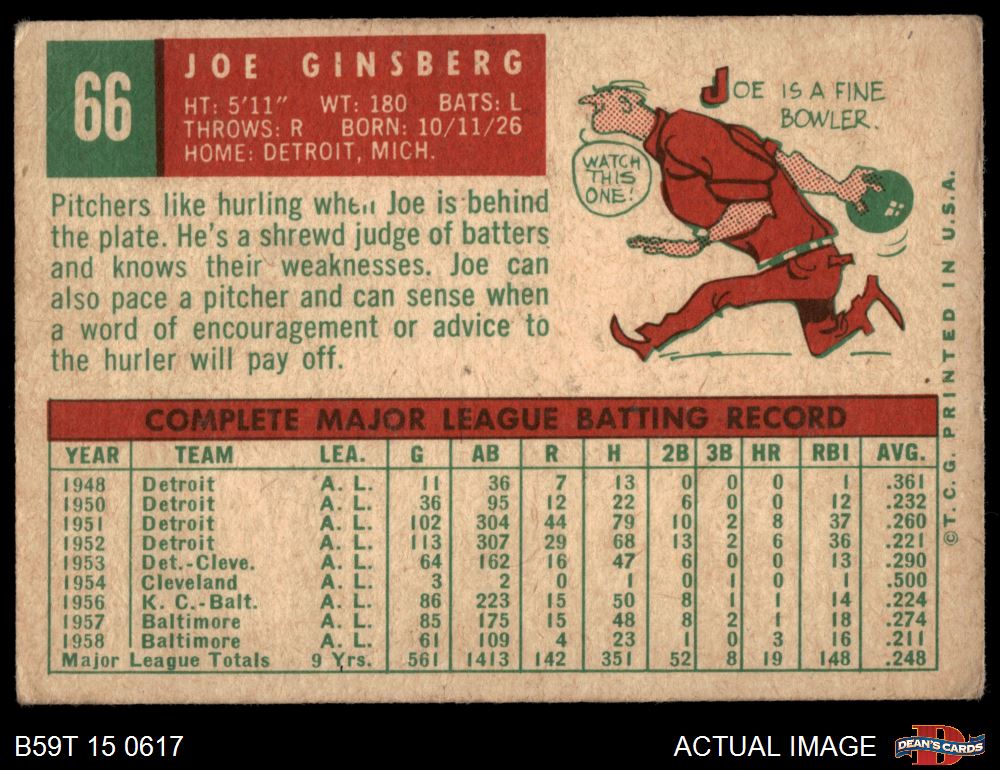 66
JOE GINSBERG
HT: 5'11" WT: 180 BATS: L
THROWS: R BORN: 10/11/26
HOME: DETROIT, MICH.
Pitchers like hurling when Joe is behind
the plate. He's a shrewd judge of batters
and knows their weaknesses. Joe can
also pace a pitcher and can sense when
a word of encouragement or advice to
the hurler will pay off.
JOE IS A FINE
BOWLER.
WATCH
THIS
ONE!
COMPLETE MAJOR LEAGUE BATTING RECORD
YEAR TEAM LEA. G AB R H 2B 3B HR RBI AVG.
1948 Detroit A. L. 11 36 7 13 0 0 0 1 .361
1950 Detroit A. L. 36 95 12 22 6 0 0 12 .232
1951 Detroit A. L. 102 304 44 79 10 2 8 37 .260
1952 Detroit A. L. 113 307 29 68 13 2 6 36 .221
1953 Det.-Cleve. A. L. 64 162 16 47 6 0 0 13 .290
1954 Cleveland A. L. 3 2 0 1 0 1 0 1 .500
1956 K. C.-Balt. A. L. 86 223 15 50 8 1 1 14 .224
1957 Baltimore A. L. 85 175 15 48 8 2 1 18 .274
1958 Baltimore A. L. 61 109 4 23 1 0 3 16 .211
Major League Totals 9 Yrs. 561 1413 142 351 52 8 19 148 .248
©T. C. G. PRINTED IN U.S.A.
B59T 15 0617
ACTUAL IMAGE
DEAN'S CARDS